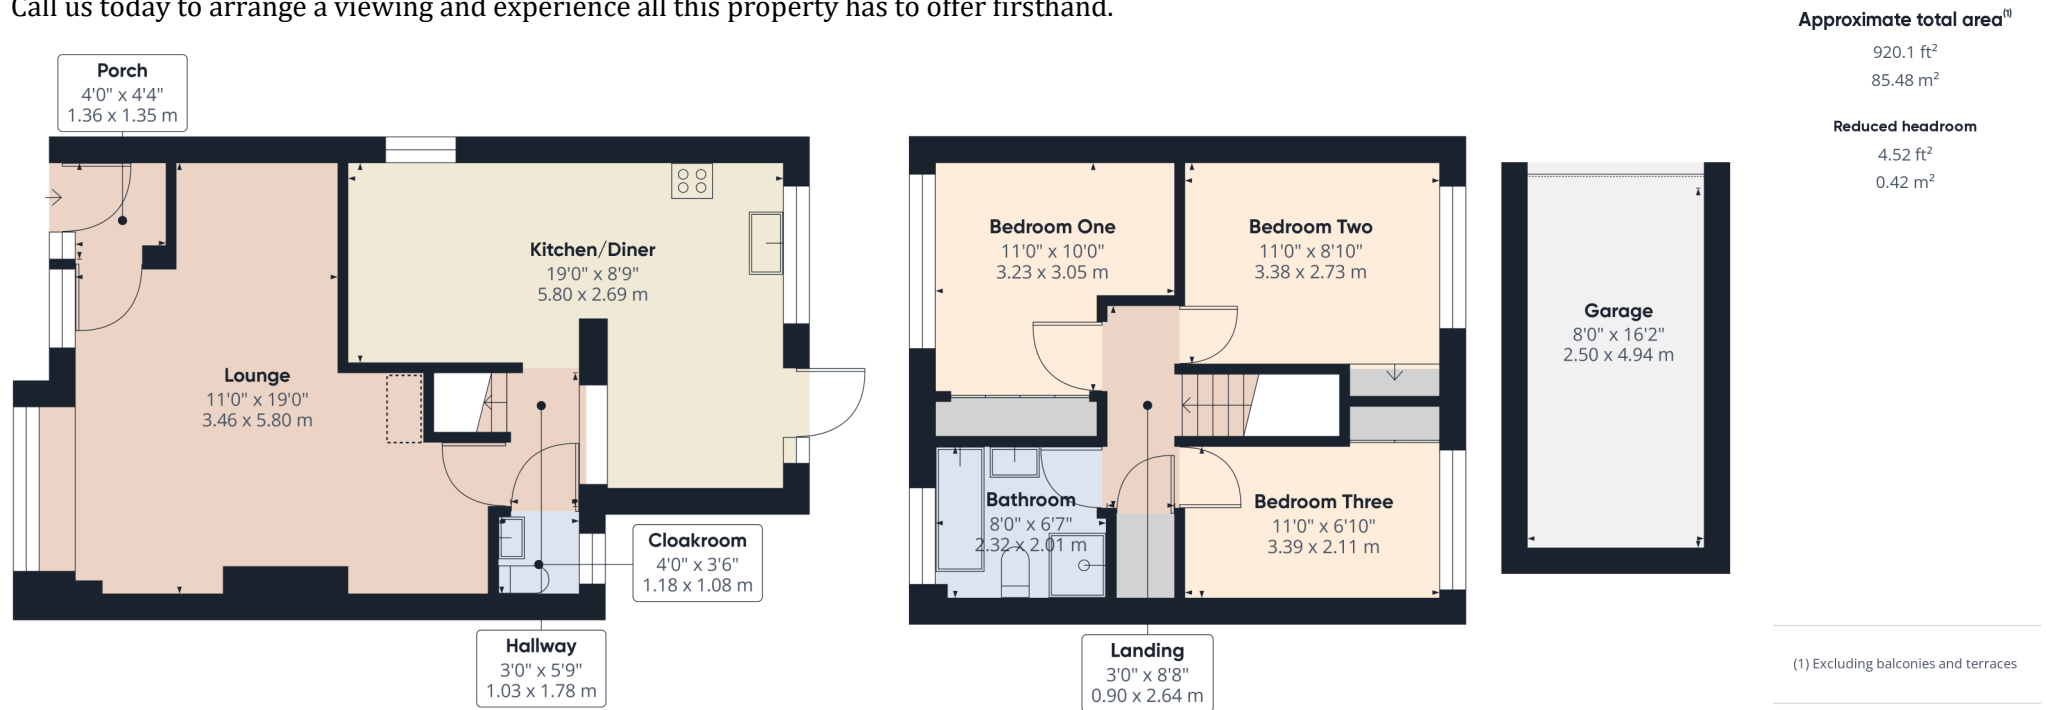 Call us today to arrange a viewing and experience all this property has to offer firsthand.
Porch
4'0" x 4'4"
1.36 x 1.35 m
Kitchen/Diner
19'0" x 8'9"
5.80 x 2.69 m
Lounge
11'0" x 19'0"
3.46 x 5.80 m
Cloakroom
4'0" x 3'6"
1.18 x 1.08 m
Hallway
3'0" x 5'9"
1.03 x 1.78 m
Bedroom One
11'0" x 10'0"
3.23 x 3.05 m
Bedroom Two
11'0" x 8'10"
3.38 x 2.73 m
Bathroom
8'0" x 6'7"
2.32 x 2.01 m
Bedroom Three
11'0" x 6'10"
3.39 x 2.11 m
Landing
3'0" x 8'8"
0.90 x 2.64 m
Garage
8'0" x 16'2"
2.50 x 4.94 m
Approximate total area⁽¹⁾
920.1 ft²
85.48 m²
Reduced headroom
4.52 ft²
0.42 m²
(1) Excluding balconies and terraces